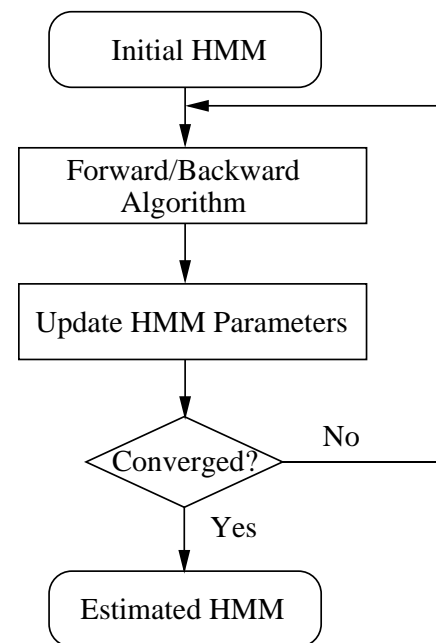 Initial HMM
Forward/Backward
Algorithm
Update HMM Parameters
Converged?
No
Yes
Estimated HMM